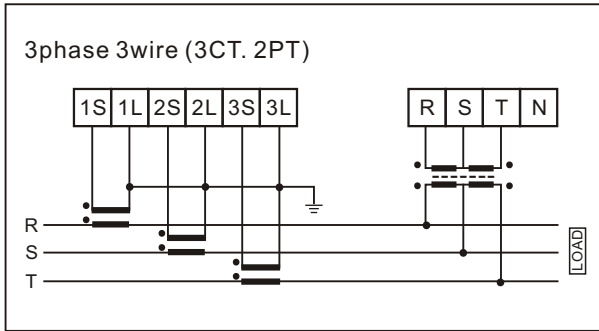 3phase 3wire (3CT. 2PT)
1S 1L 2S 2L 3S 3L R S T N
R
S
T
LOAD